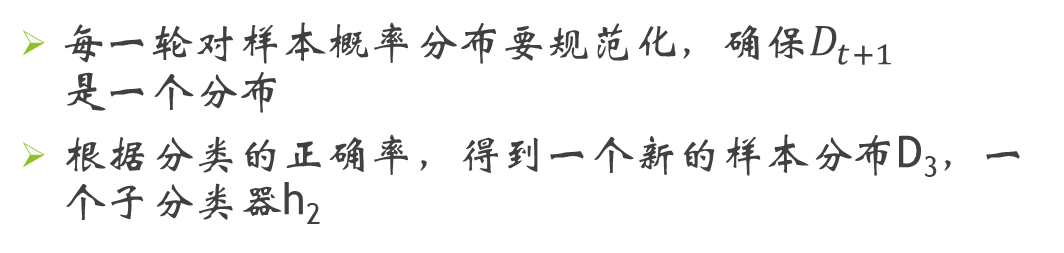 每一轮对样本概率分布要规范化，确保$D_{t+1}$
是一个分布
根据分类的正确率，得到一个新的样本分布D₃，一
个子分类器h₂